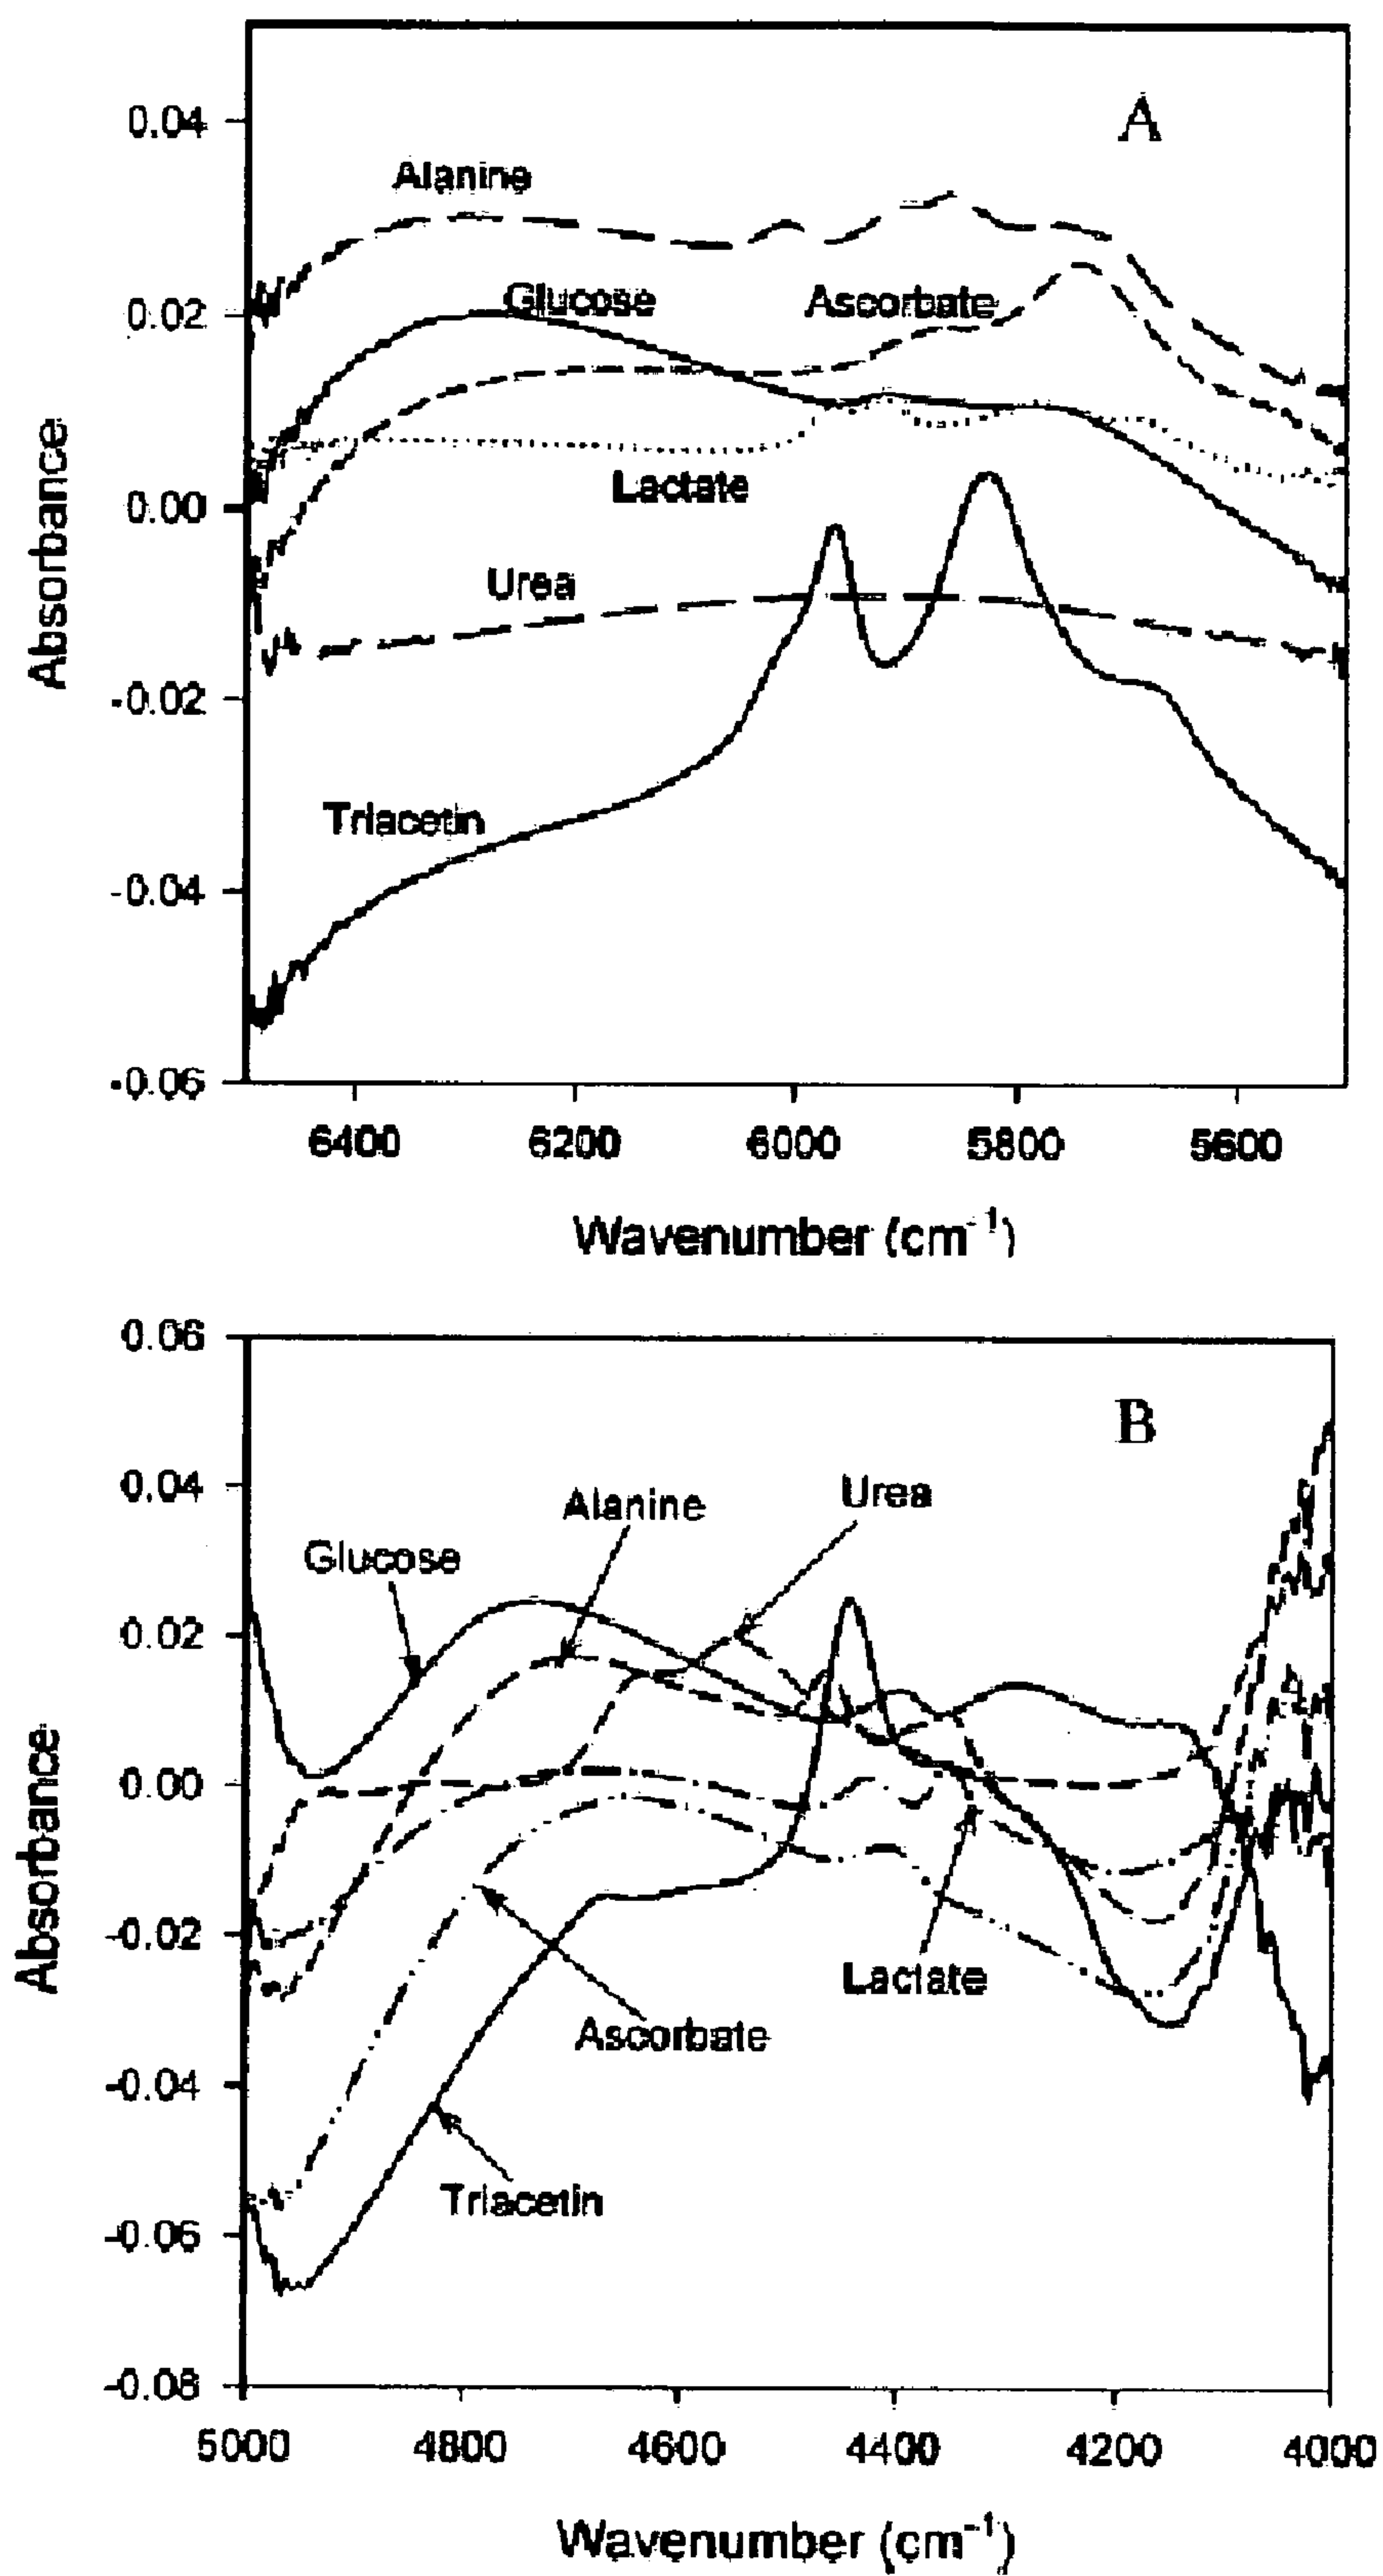 A
0.04
Alanine
0.02
Glucose Ascorbate
0.00
Lactate
Urea
-0.02
Triacetin
-0.04
-0.06
Absorbance
6400 6200 6000 5800 5600
Wavenumber (cm-1)
0.06
B
0.04
Alanine Urea
Glucose
0.02
0.00
-0.02
Lactate
Ascorbate
-0.04
Triacetin
-0.06
-0.08
Absorbance
5000 4800 4600 4400 4200 4000
Wavenumber (cm-1)